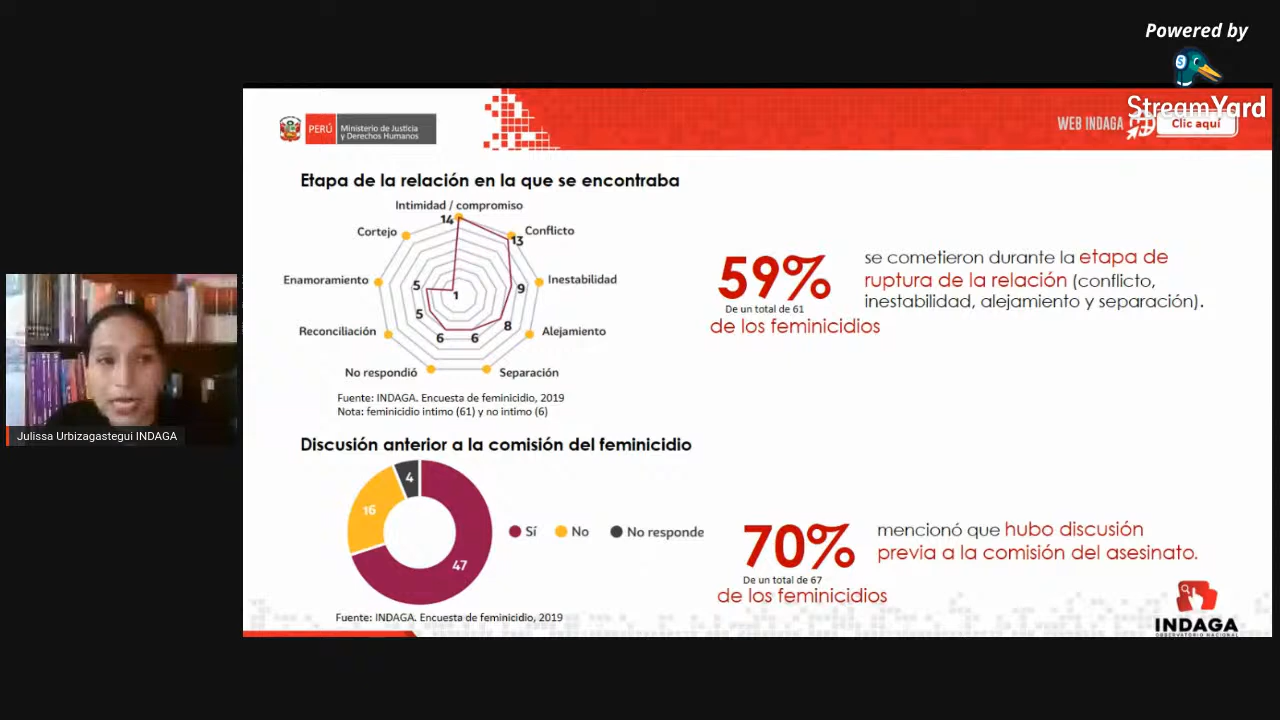 Powered by
StreamYard
PERÚ
Ministerio de Justicia
y Derechos Humanos
WEB INDAGA
Clic aquí
Etapa de la relación en la que se encontraba
Intimidad / compromiso
14
Cortejo
Conflicto
13
Enamoramiento
5
1
9
Inestabilidad
Reconciliación
5
8
Alejamiento
6
6
No respondió
Separación
Fuente: INDAGA. Encuesta de feminicidio, 2019
Nota: feminicidio intimo (61) y no intimo (6)
59%
De un total de 61
de los feminicidios
se cometieron durante la etapa de
ruptura de la relación (conflicto,
inestabilidad, alejamiento y separación).
Julissa Urbizagastegui INDAGA
Discusión anterior a la comisión del feminicidio
4
16
47
Sí
No
No responde
Fuente: INDAGA. Encuesta de feminicidio, 2019
70%
De un total de 67
de los feminicidios
mencionó que hubo discusión
previa a la comisión del asesinato.
INDAGA
OBSERVATORIO NACIONAL